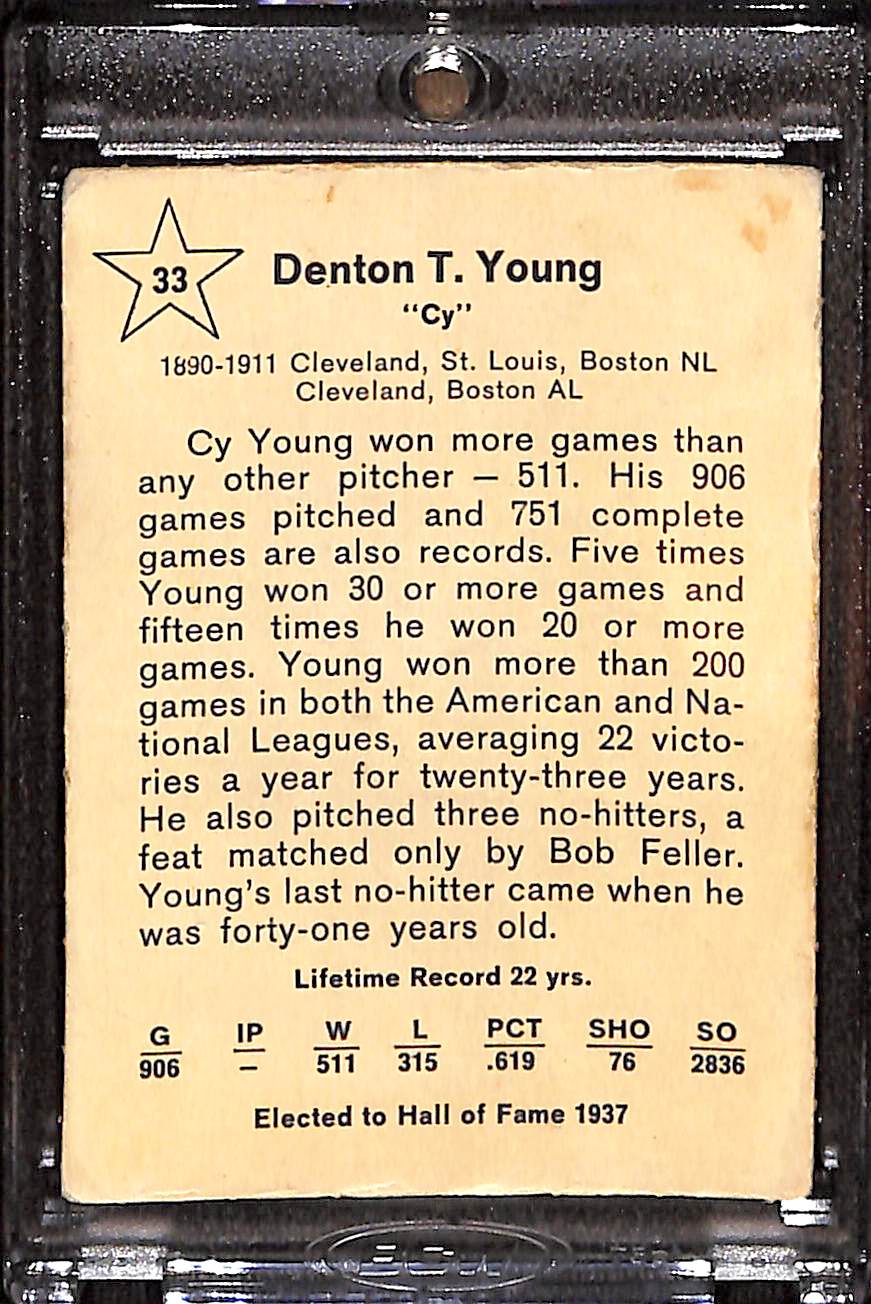 33
Denton T. Young
"Cy"
1890-1911 Cleveland, St. Louis, Boston NL
Cleveland, Boston AL
Cy Young won more games than
any other pitcher — 511. His 906
games pitched and 751 complete
games are also records. Five times
Young won 30 or more games and
fifteen times he won 20 or more
games. Young won more than 200
games in both the American and Na-
tional Leagues, averaging 22 victo-
ries a year for twenty-three years.
He also pitched three no-hitters, a
feat matched only by Bob Feller.
Young's last no-hitter came when he
was forty-one years old.
Lifetime Record 22 yrs.
G IP W L PCT SHO SO
906 — 511 315 .619 76 2836
Elected to Hall of Fame 1937